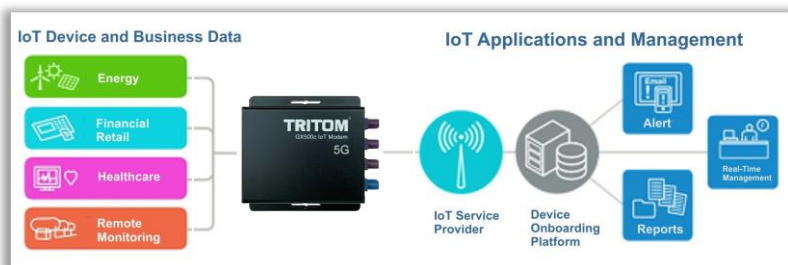 IoT Device and Business Data
IoT Applications and Management
Energy
Financial
Retail
Healthcare
Remote
Monitoring
TRITOM®
GX500c IoT Modem
5G
IoT Service
Provider
Device
Onboarding
Platform
Email
Alert
Real-Time
Management
Reports